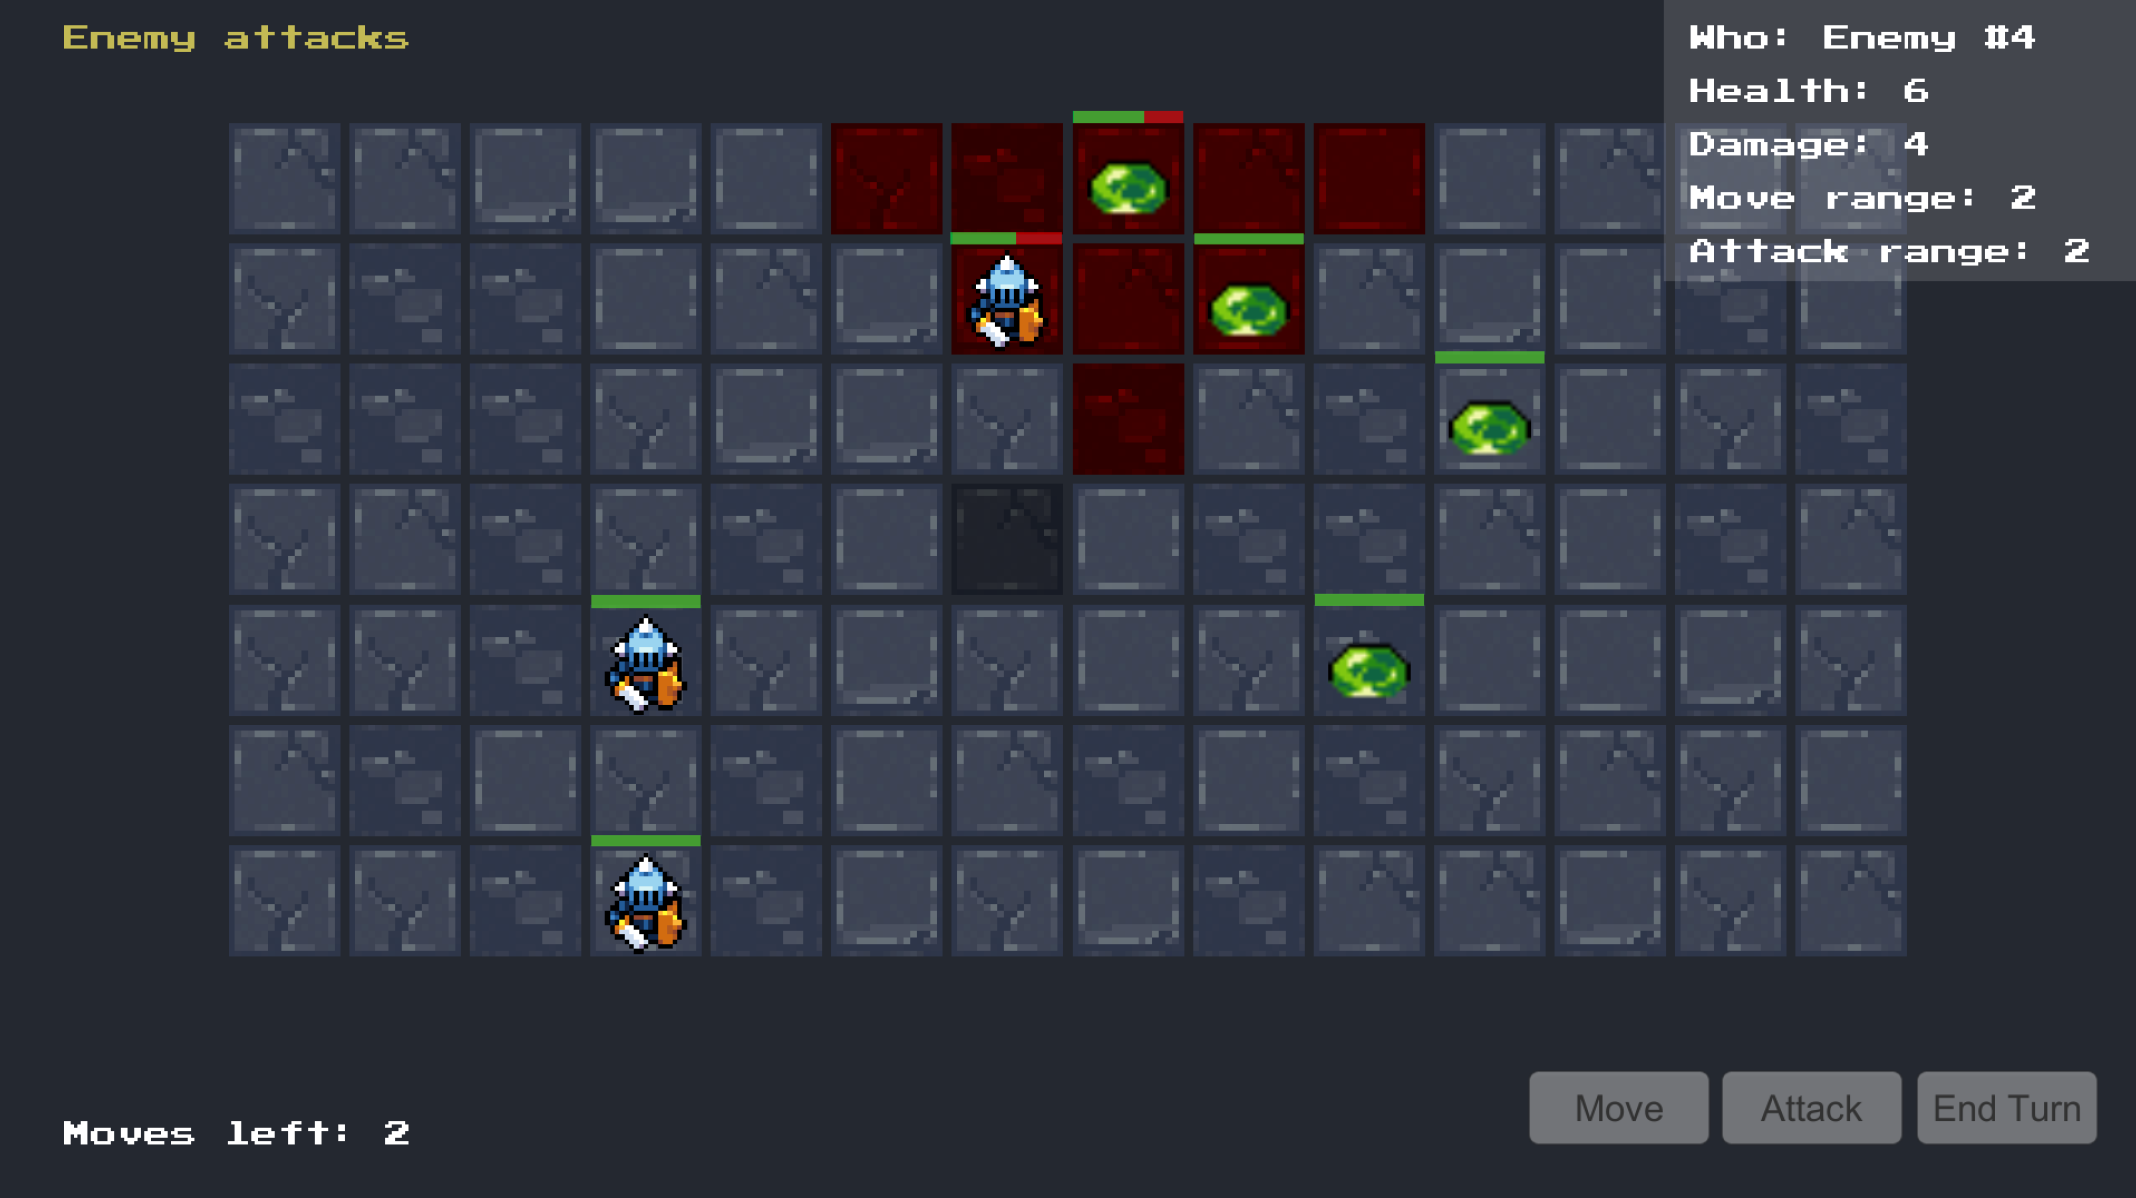 Enemy attacks
Who: Enemy #4
Health: 6
Damage: 4
Move range: 2
Attack range: 2
Moves left: 2
Move
Attack
End Turn